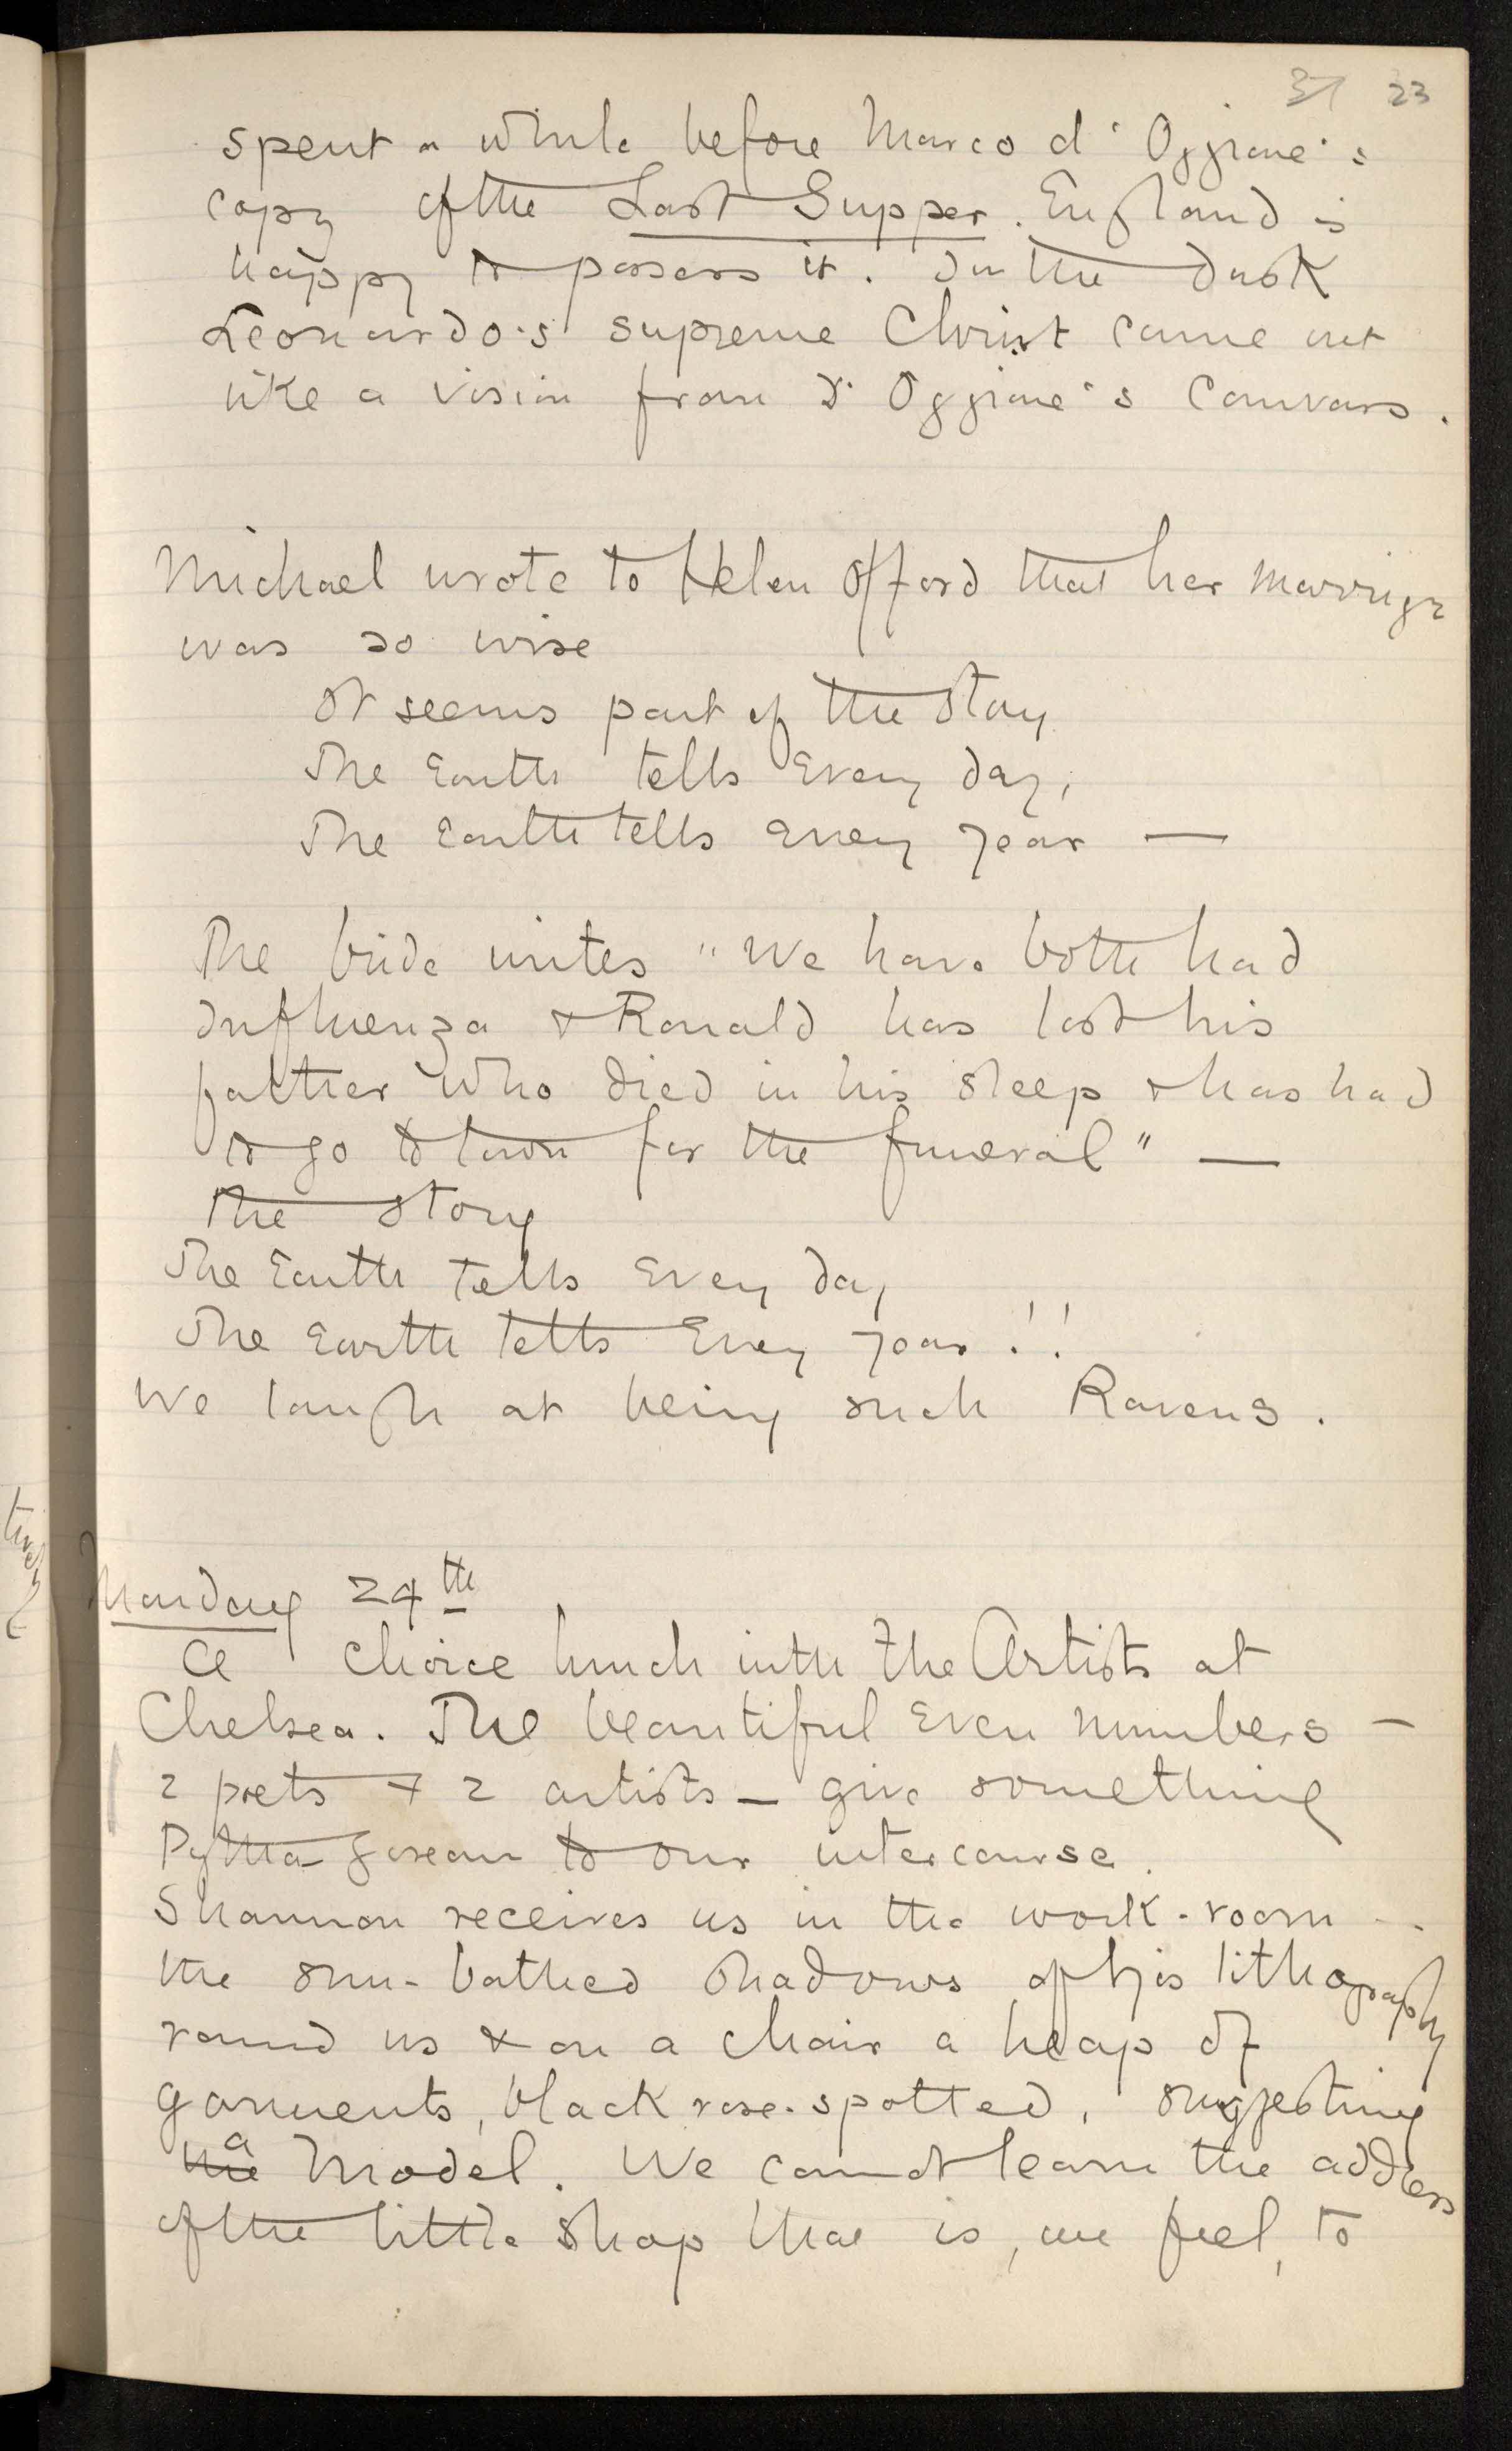 37 23
spent a while before Marco d'Oggione's
copy of the Last Supper. England is
happy to possess it. In the dusk
Leonardo's supreme Christ came out
like a vision from D'Oggione's Canvass.
Michael wrote to Helen Offord that her marriage
was so wise
It seems part of the story
The Earth tells Every day,
The Earth tells Every year —
The bride writes "We have both had
Influenza & Ronald has lost his
father who died in his sleep & has had
to go to town for the funeral" —
The story
The Earth tells Every day
The Earth tells Every year!!
We laugh at being such Ravens.
Monday 24th
A choice lunch with the Artists at
Chelsea. The beautiful Even numbers —
2 poets & 2 artists — give something
Pythagorean to our intercourse.
Shannon receives us in the work-room —
the sun-bathed shadows of his lithography
round us & on a chair a heap of
garments, black rose-spotted, suggesting
the a Model. We cannot learn the address
of the little shop that is, we feel, to